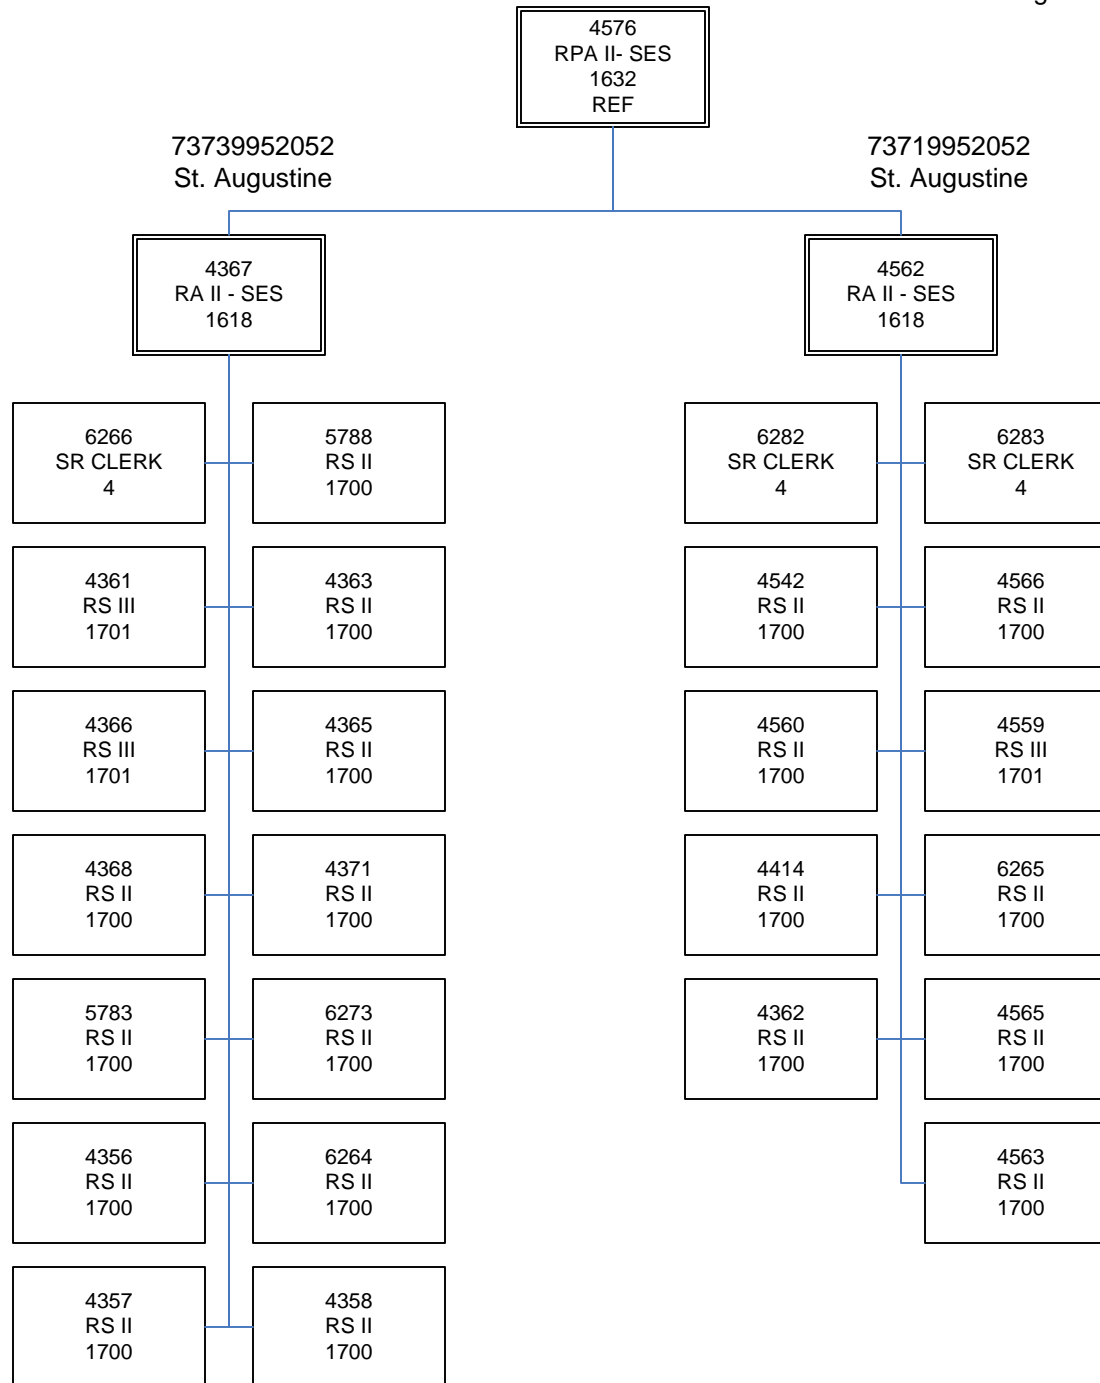 4576
RPA II- SES
1632
REF
73739952052
St. Augustine
73719952052
St. Augustine
4367
RA II - SES
1618
4562
RA II - SES
1618
6266
SR CLERK
4
5788
RS II
1700
6282
SR CLERK
4
6283
SR CLERK
4
4361
RS III
1701
4363
RS II
1700
4542
RS II
1700
4566
RS II
1700
4366
RS III
1701
4365
RS II
1700
4560
RS II
1700
4559
RS III
1701
4368
RS II
1700
4371
RS II
1700
4414
RS II
1700
6265
RS II
1700
5783
RS II
1700
6273
RS II
1700
4362
RS II
1700
4565
RS II
1700
4356
RS II
1700
6264
RS II
1700
4563
RS II
1700
4357
RS II
1700
4358
RS II
1700